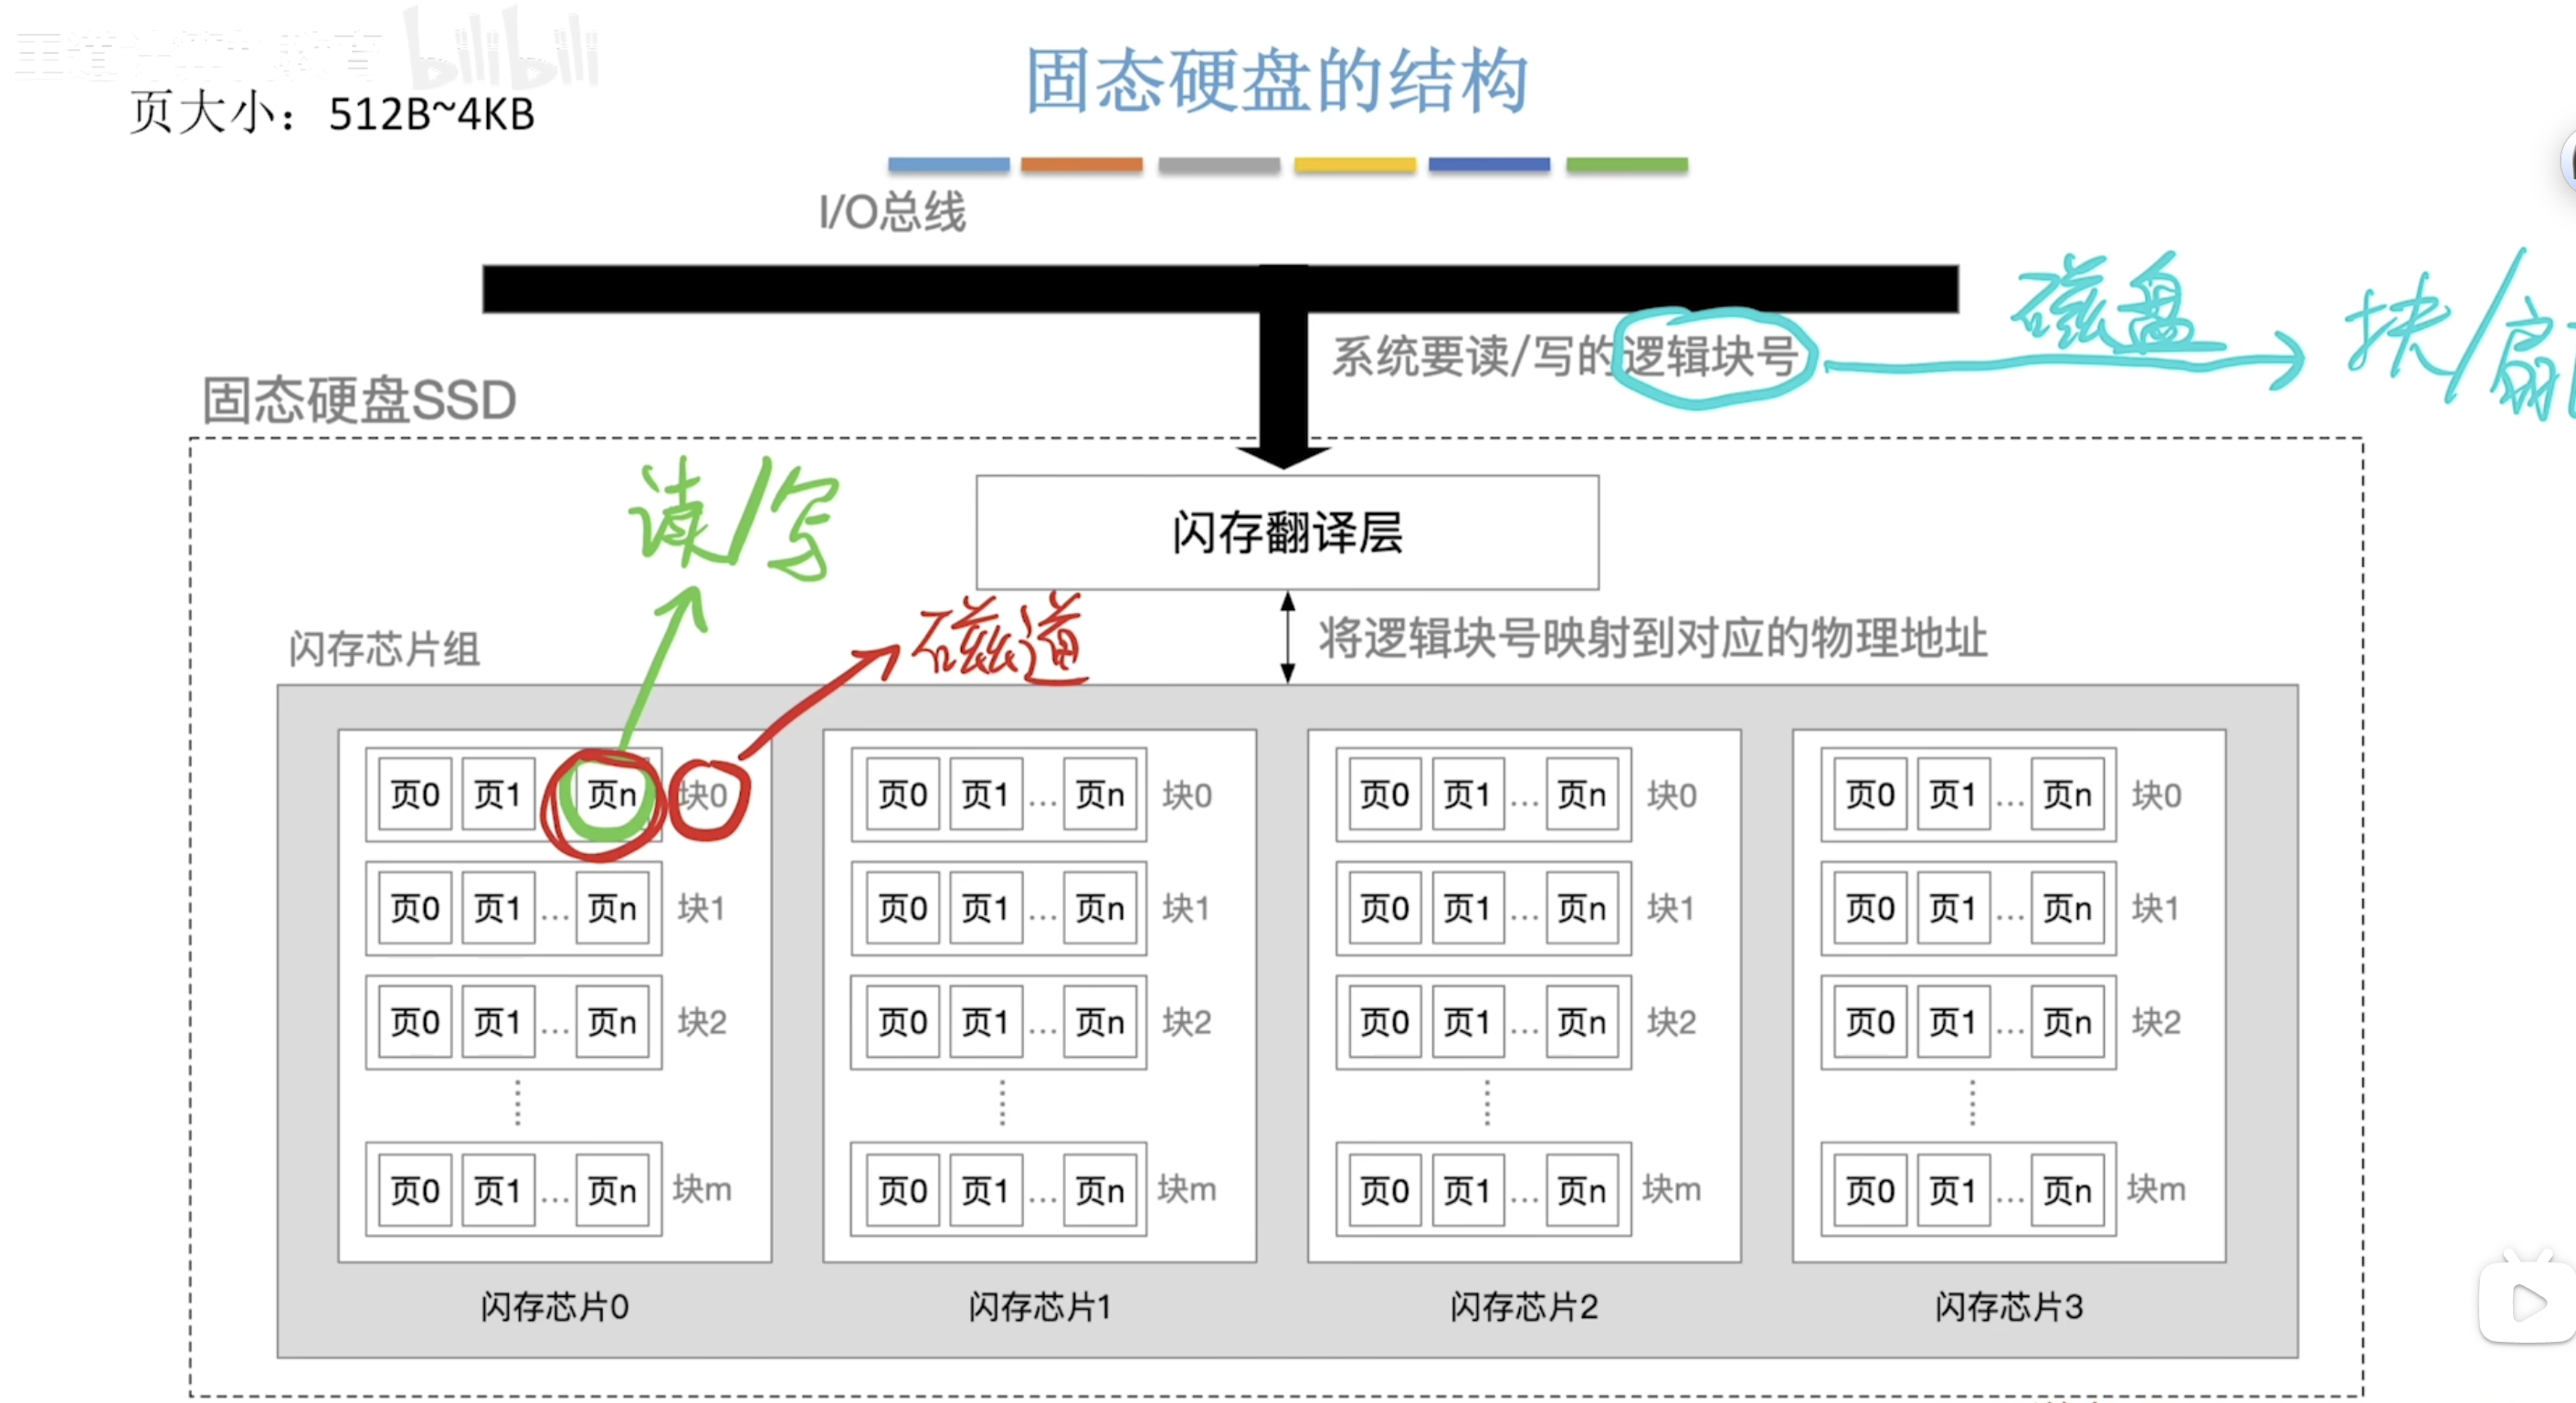 bilibili
固态硬盘的结构
页大小：512B~4KB
I/O总线
系统要读/写的逻辑块号
磁盘
块/扇
固态硬盘SSD
读/写
闪存翻译层
磁道
将逻辑块号映射到对应的物理地址
闪存芯片组
页0 页1 页n 块0 页0 页1 ... 页n 块0 页0 页1 ... 页n 块0 页0 页1 ... 页n 块0
页0 页1 ... 页n 块1 页0 页1 ... 页n 块1 页0 页1 ... 页n 块1 页0 页1 ... 页n 块1
页0 页1 ... 页n 块2 页0 页1 ... 页n 块2 页0 页1 ... 页n 块2 页0 页1 ... 页n 块2
页0 页1 ... 页n 块m 页0 页1 ... 页n 块m 页0 页1 ... 页n 块m 页0 页1 ... 页n 块m
闪存芯片0 闪存芯片1 闪存芯片2 闪存芯片3